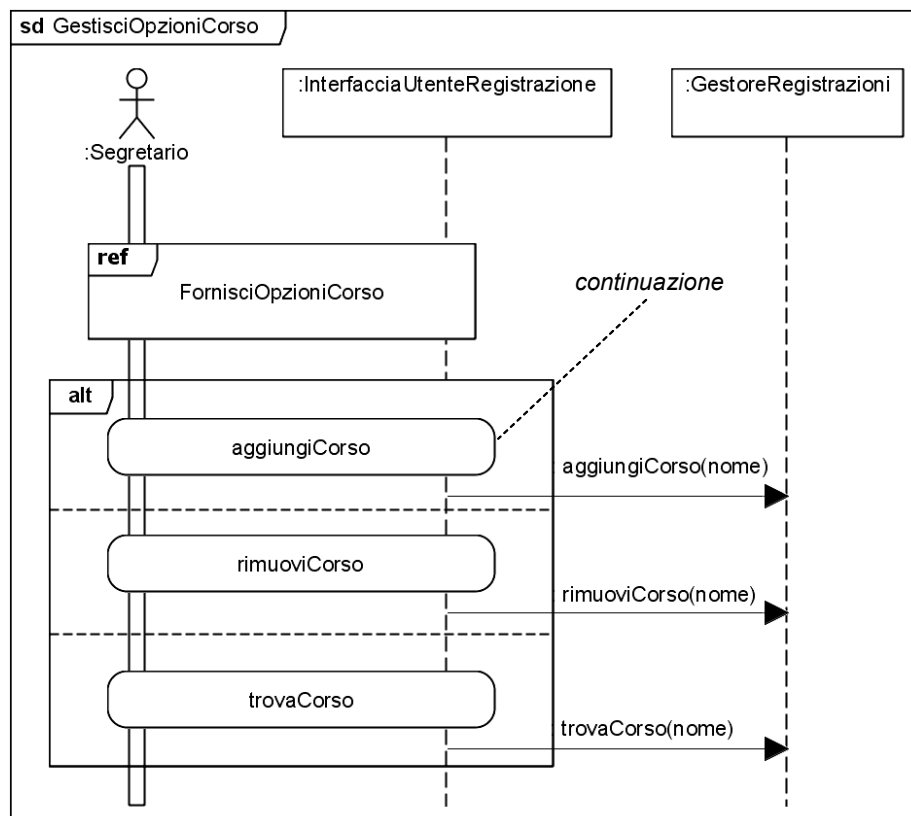 sd GestisciOpzioniCorso
:InterfacciaUtenteRegistrazione
:GestoreRegistrazioni
:Segretario
ref
FornisciOpzioniCorso
continuazione
alt
aggiungiCorso
aggiungiCorso(nome)
rimuoviCorso
rimuoviCorso(nome)
trovaCorso
trovaCorso(nome)